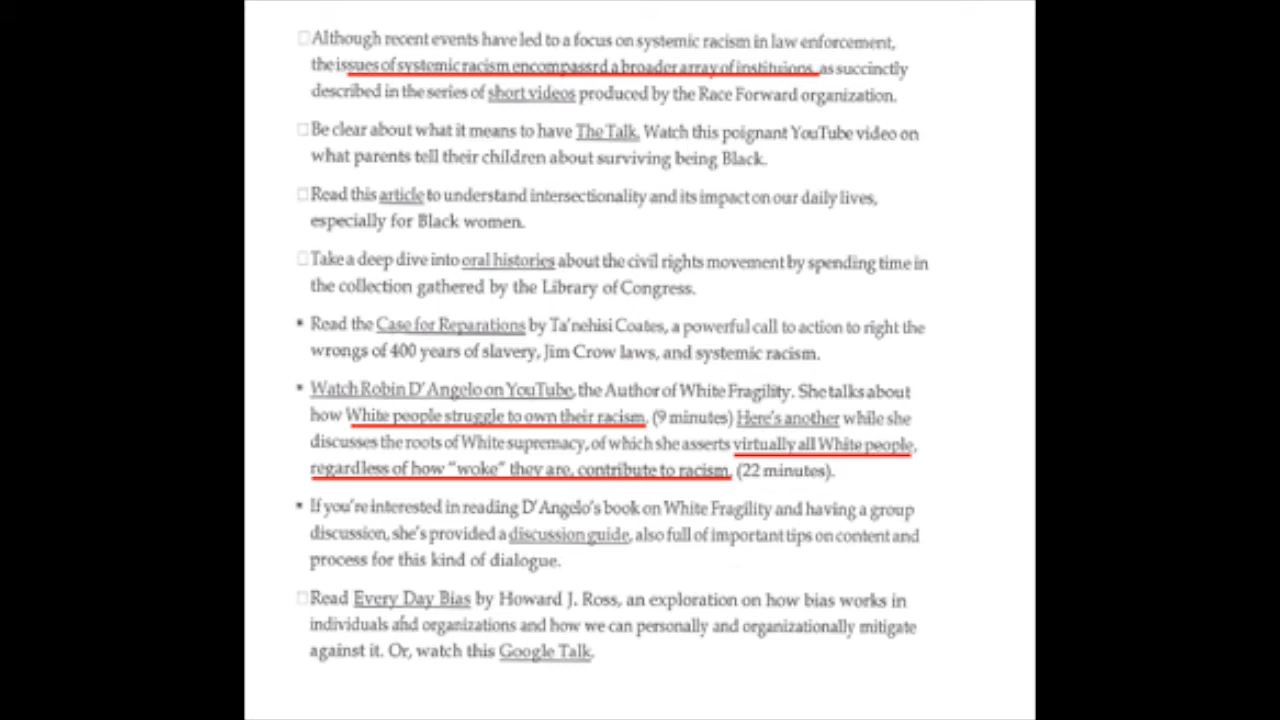 Although recent events have led to a focus on systemic racism in law enforcement,
the issues of systemic racism encompassrd a broader array of instituions, as succinctly
described in the series of short videos produced by the Race Forward organization.
Be clear about what it means to have The Talk. Watch this poignant YouTube video on
what parents tell their children about surviving being Black.
Read this article to understand intersectionality and its impact on our daily lives,
especially for Black women.
Take a deep dive into oral histories about the civil rights movement by spending time in
the collection gathered by the Library of Congress.
▪ Read the Case for Reparations by Ta'nehisi Coates, a powerful call to action to right the
wrongs of 400 years of slavery, Jim Crow laws, and systemic racism.
▪ Watch Robin D'Angelo on YouTube, the Author of White Fragility. She talks about
how White people struggle to own their racism. (9 minutes) Here's another while she
discusses the roots of White supremacy, of which she asserts virtually all White people,
regardless of how "woke" they are, contribute to racism. (22 minutes).
▪ If you're interested in reading D'Angelo's book on White Fragility and having a group
discussion, she's provided a discussion guide, also full of important tips on content and
process for this kind of dialogue.
Read Every Day Bias by Howard J. Ross, an exploration on how bias works in
individuals and organizations and how we can personally and organizationally mitigate
against it. Or, watch this Google Talk.